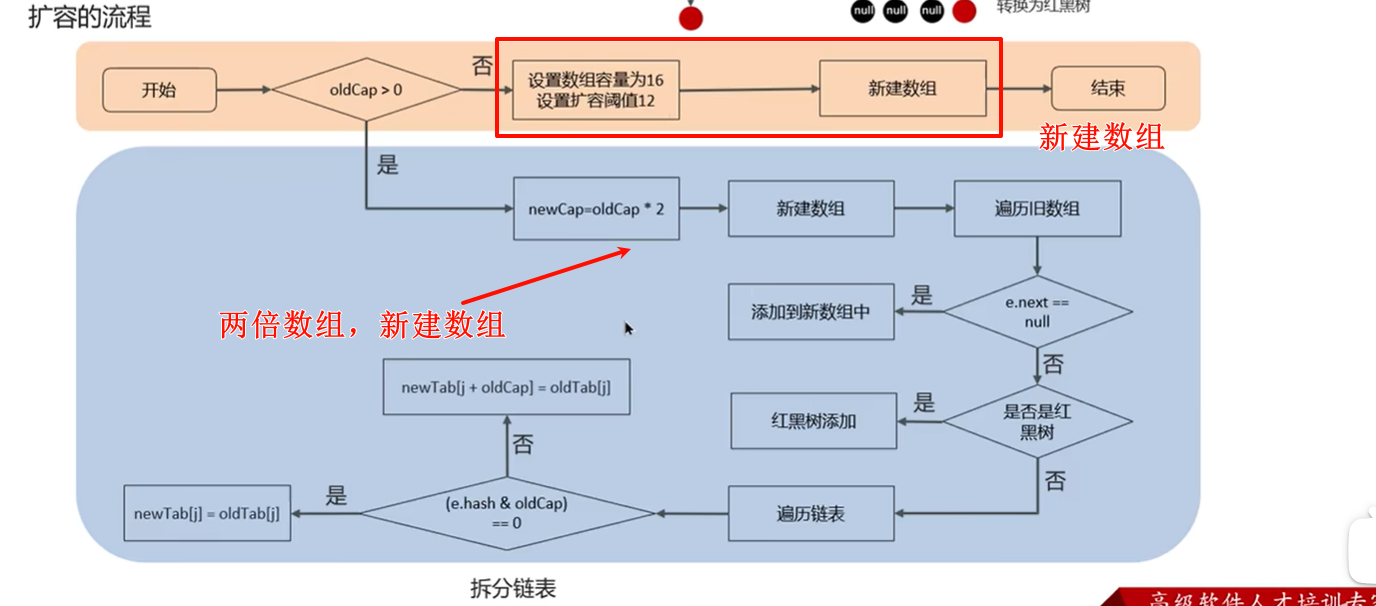 扩容的流程
null null null 转换为红黑树
开始
oldCap > 0
否
设置数组容量为16
设置扩容阈值12
新建数组
结束
新建数组
是
newCap=oldCap * 2
新建数组
遍历旧数组
两倍数组，新建数组
添加到新数组中
是
e.next ==
null
否
newTab[j + oldCap] = oldTab[j]
红黑树添加
是
是否是红
黑树
否
否
newTab[j] = oldTab[j]
是
(e.hash & oldCap)
== 0
遍历链表
拆分链表
高级软件人才培训专